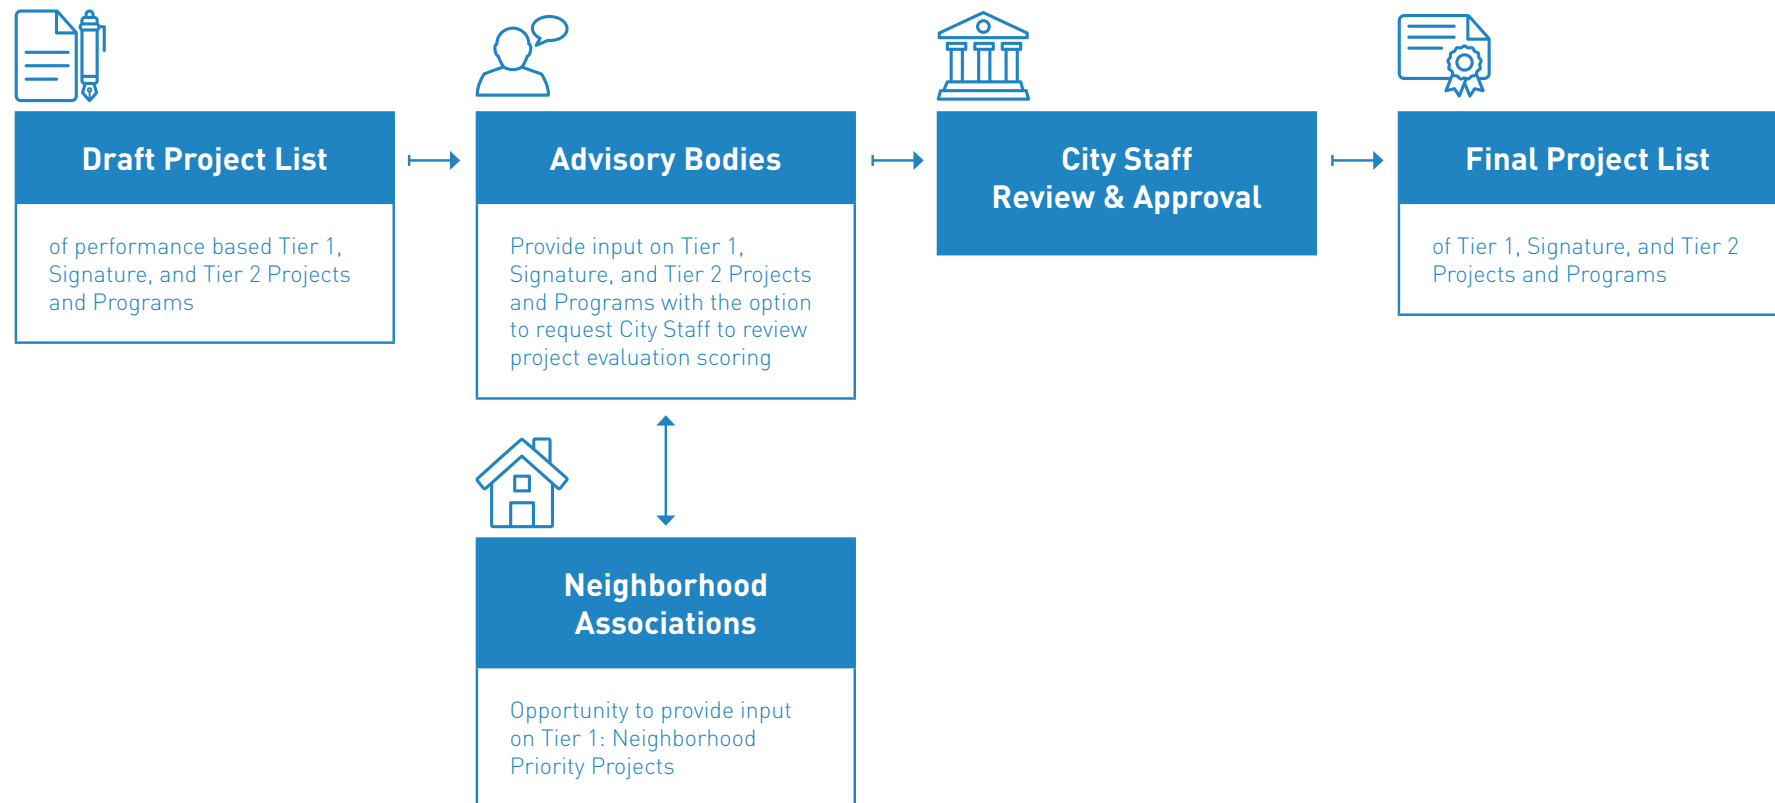 Draft Project List
of performance based Tier 1,
Signature, and Tier 2 Projects
and Programs
Advisory Bodies
Provide input on Tier 1,
Signature, and Tier 2 Projects
and Programs with the option
to request City Staff to review
project evaluation scoring
City Staff
Review & Approval
Final Project List
of Tier 1, Signature, and Tier 2
Projects and Programs
Neighborhood
Associations
Opportunity to provide input
on Tier 1: Neighborhood
Priority Projects